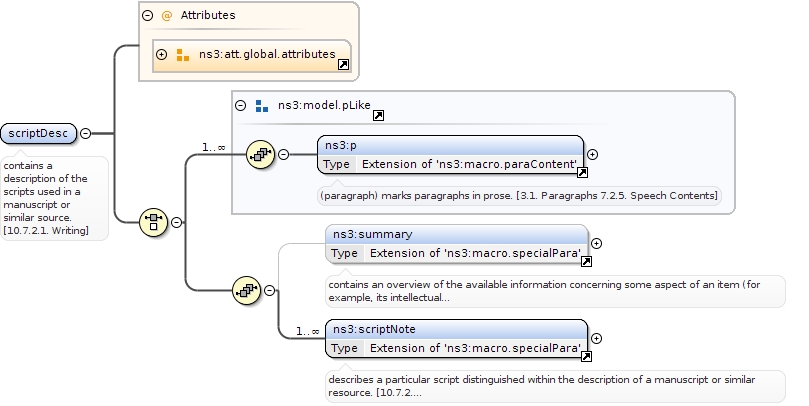 Attributes
ns3:att.global.attributes
ns3:model.pLike
scriptDesc
contains a
description of the
scripts used in a
manuscript or
similar source.
[10.7.2.1. Writing]
1..∞
ns3:p
Type Extension of 'ns3:macro.paraContent'
(paragraph) marks paragraphs in prose. [3.1. Paragraphs 7.2.5. Speech Contents]
ns3:summary
Type Extension of 'ns3:macro.specialPara'
contains an overview of the available information concerning some aspect of an item (for
example, its intellectual...
1..∞
ns3:scriptNote
Type Extension of 'ns3:macro.specialPara'
describes a particular script distinguished within the description of a manuscript or similar
resource. [10.7.2....